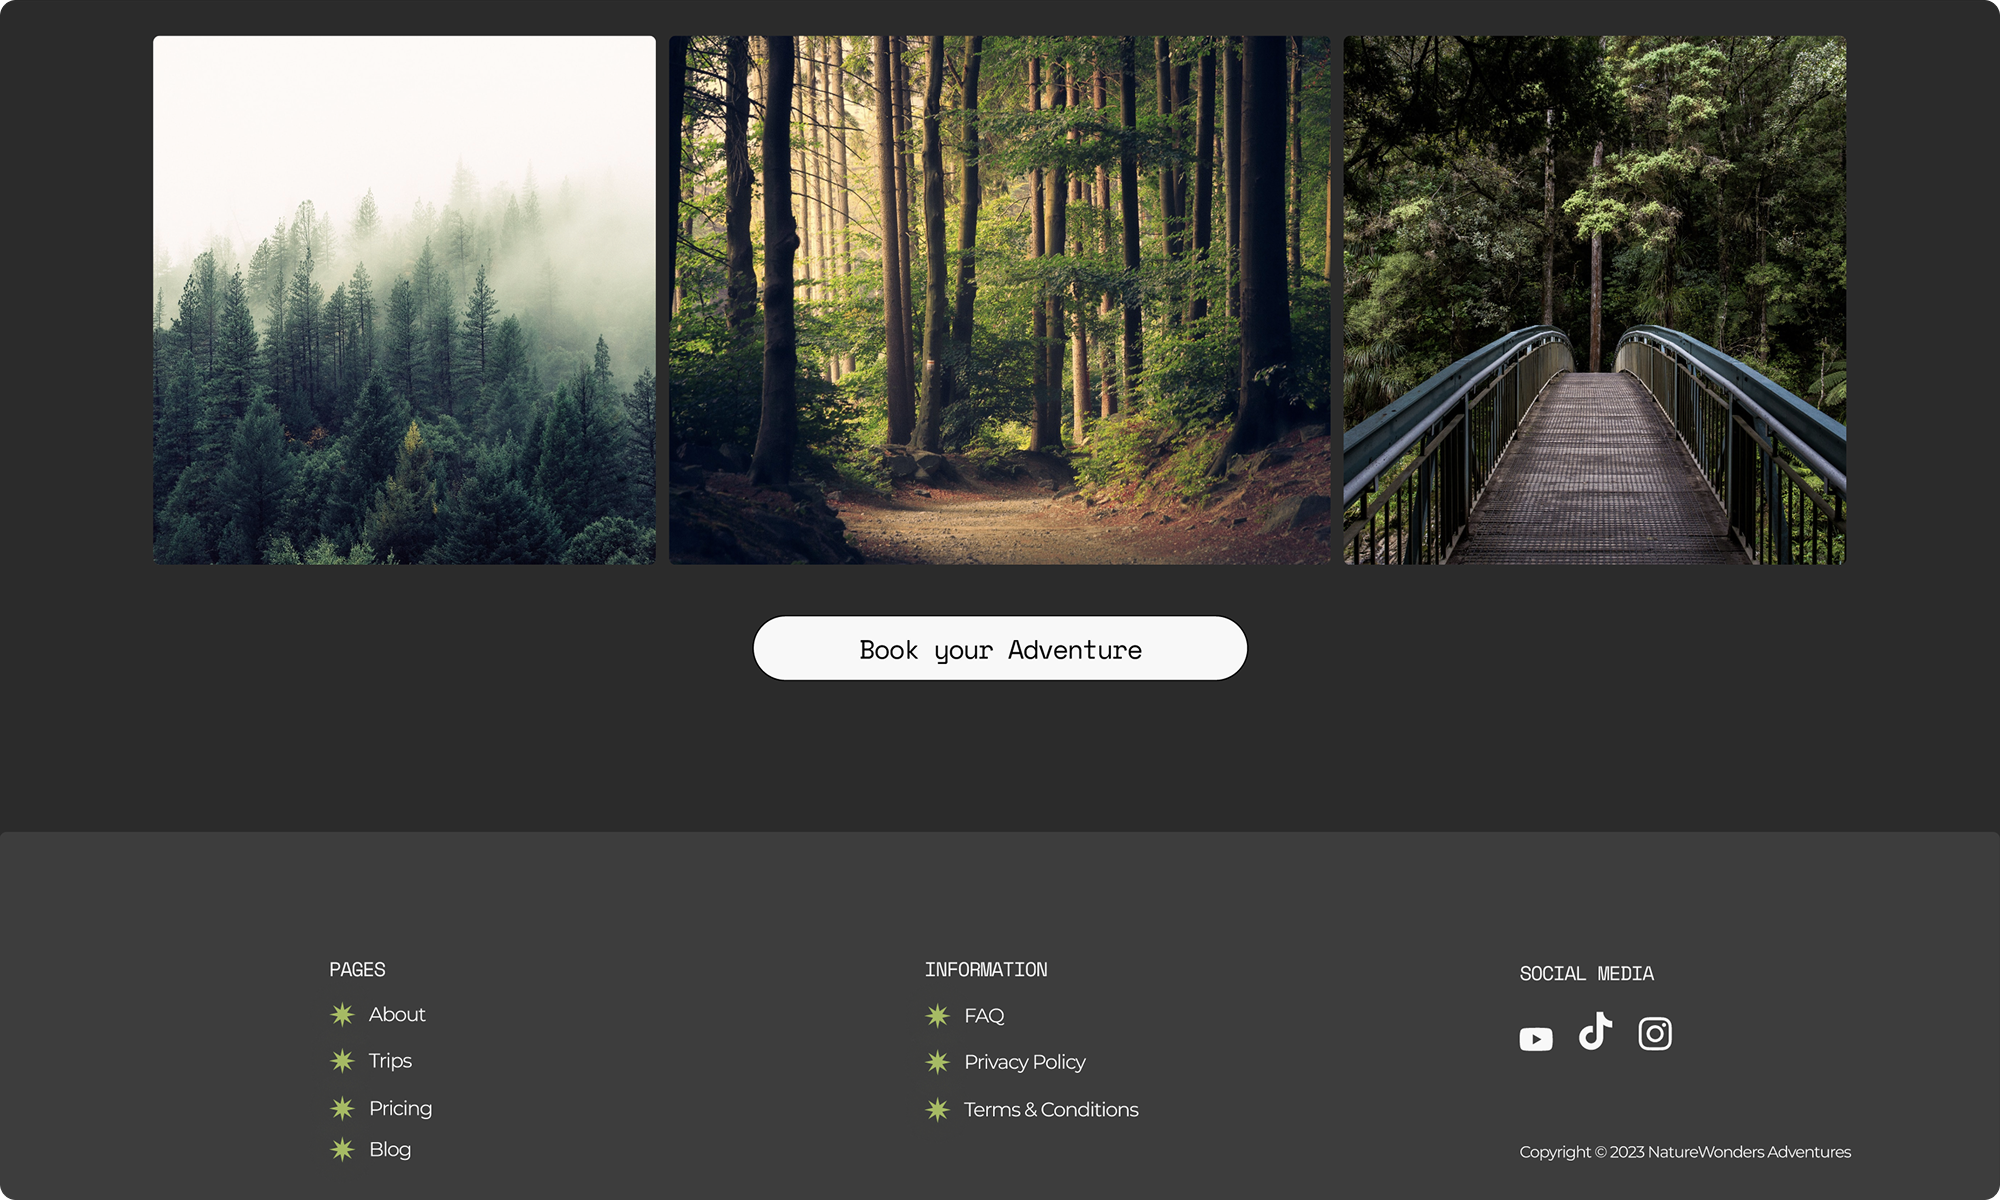 Book your Adventure
PAGES
About
Trips
Pricing
Blog
INFORMATION
FAQ
Privacy Policy
Terms & Conditions
SOCIAL MEDIA
Copyright © 2023 NatureWonders Adventures